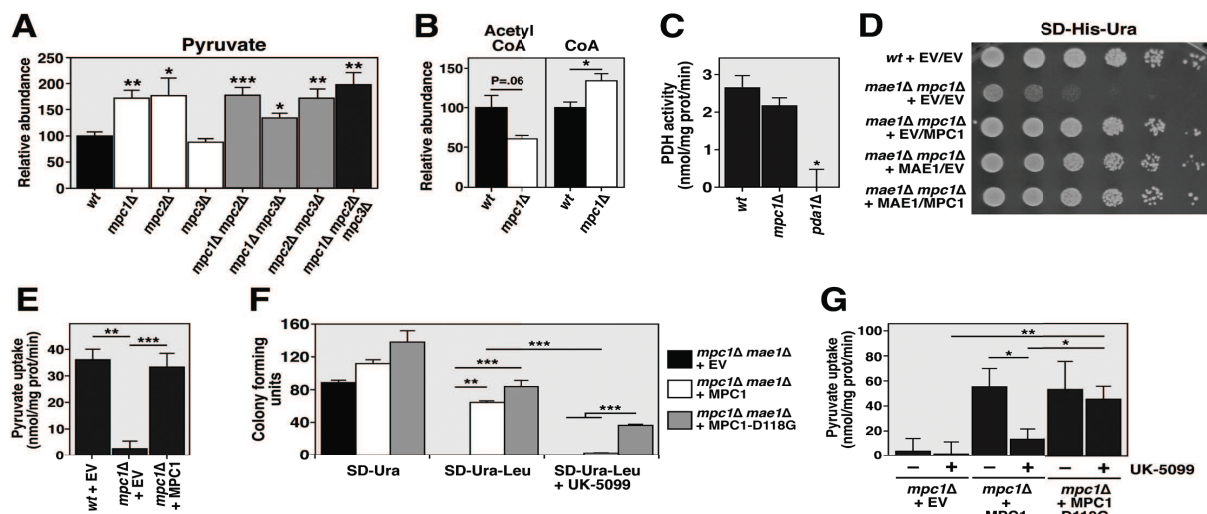 A
Pyruvate
Relative abundance
250
200
150
100
50
0
**
*
***
*
**
**
wt
mpc1Δ
mpc2Δ
mpc3Δ
mpc1Δ mpc2Δ
mpc1Δ mpc3Δ
mpc2Δ mpc3Δ
mpc1Δ mpc2Δ
mpc3Δ
B
Acetyl
CoA
CoA
Relative abundance
150
100
50
0
P=.06
*
wt
mpc1Δ
wt
mpc1Δ
C
PDH activity
(nmol/mg prot/min)
3
2
1
0
*
wt
mpc1Δ
pda1Δ
D
SD-His-Ura
wt + EV/EV
mae1Δ mpc1Δ
+ EV/EV
mae1Δ mpc1Δ
+ EV/MPC1
mae1Δ mpc1Δ
+ MAE1/EV
mae1Δ mpc1Δ
+ MAE1/MPC1
E
Pyruvate uptake
(nmol/mg prot/min)
40
30
20
10
0
**
***
wt + EV
mpc1Δ
+ EV
mpc1Δ
+ MPC1
F
Colony forming
units
160
120
80
40
0
***
***
**
***
SD-Ura
SD-Ura-Leu
SD-Ura-Leu
+ UK-5099
mpc1Δ mae1Δ
+ EV
mpc1Δ mae1Δ
+ MPC1
mpc1Δ mae1Δ
+ MPC1-D118G
G
Pyruvate uptake
(nmol/mg prot/min)
100
80
60
40
20
0
**
*
*
− + − + − + UK-5099
mpc1Δ
+ EV
mpc1Δ
+
MPC1
mpc1Δ
+ MPC1
D118G